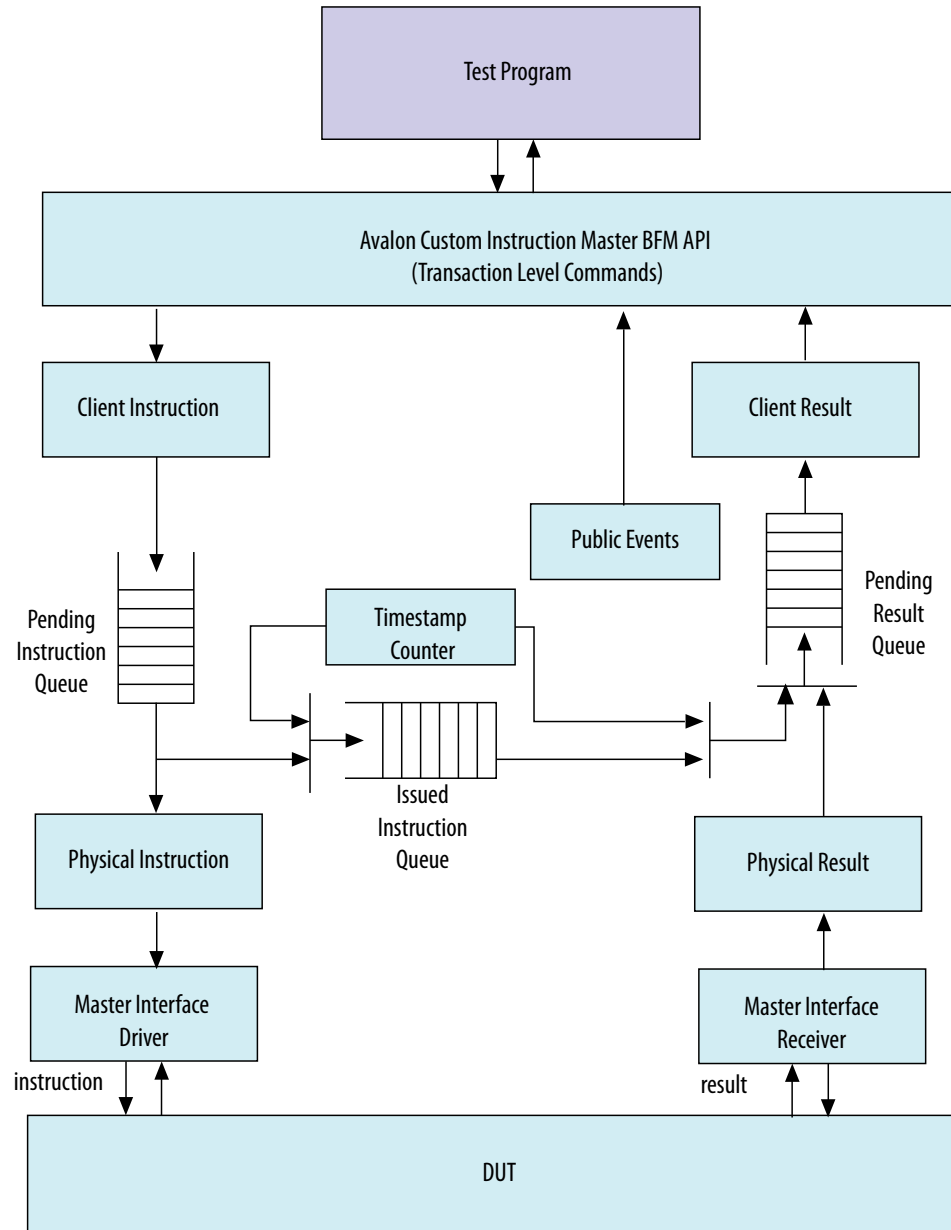 Test Program
Avalon Custom Instruction Master BFM API
(Transaction Level Commands)
Client Instruction
Client Result
Public Events
Pending
Instruction
Queue
Timestamp
Counter
Pending
Result
Queue
Issued
Instruction
Queue
Physical Instruction
Physical Result
Master Interface
Driver
Master Interface
Receiver
instruction
result
DUT